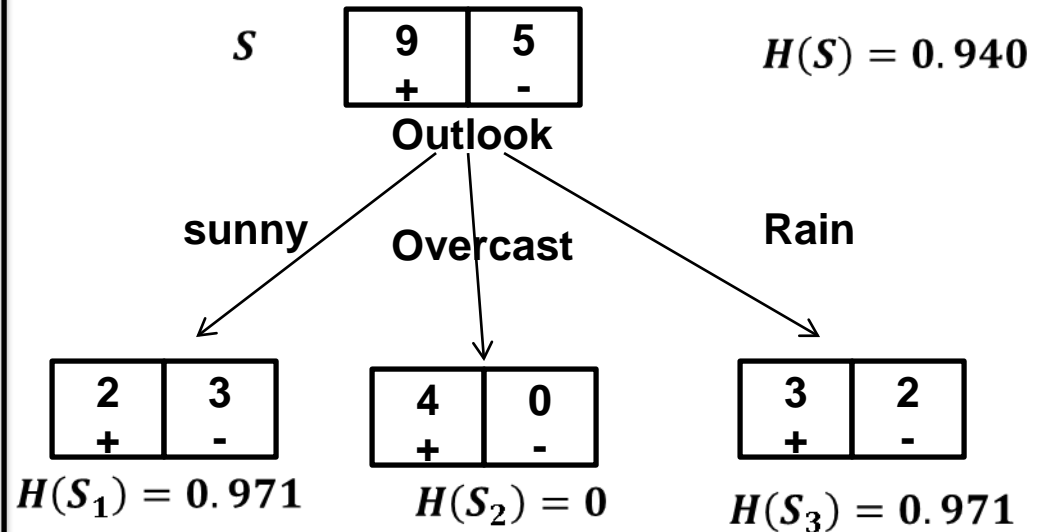 S
9 5
+ -
H(S) = 0.940
Outlook
sunny
Overcast
Rain
2 3
+ -
4 0
+ -
3 2
+ -
H(S₁) = 0.971
H(S₂) = 0
H(S₃) = 0.971